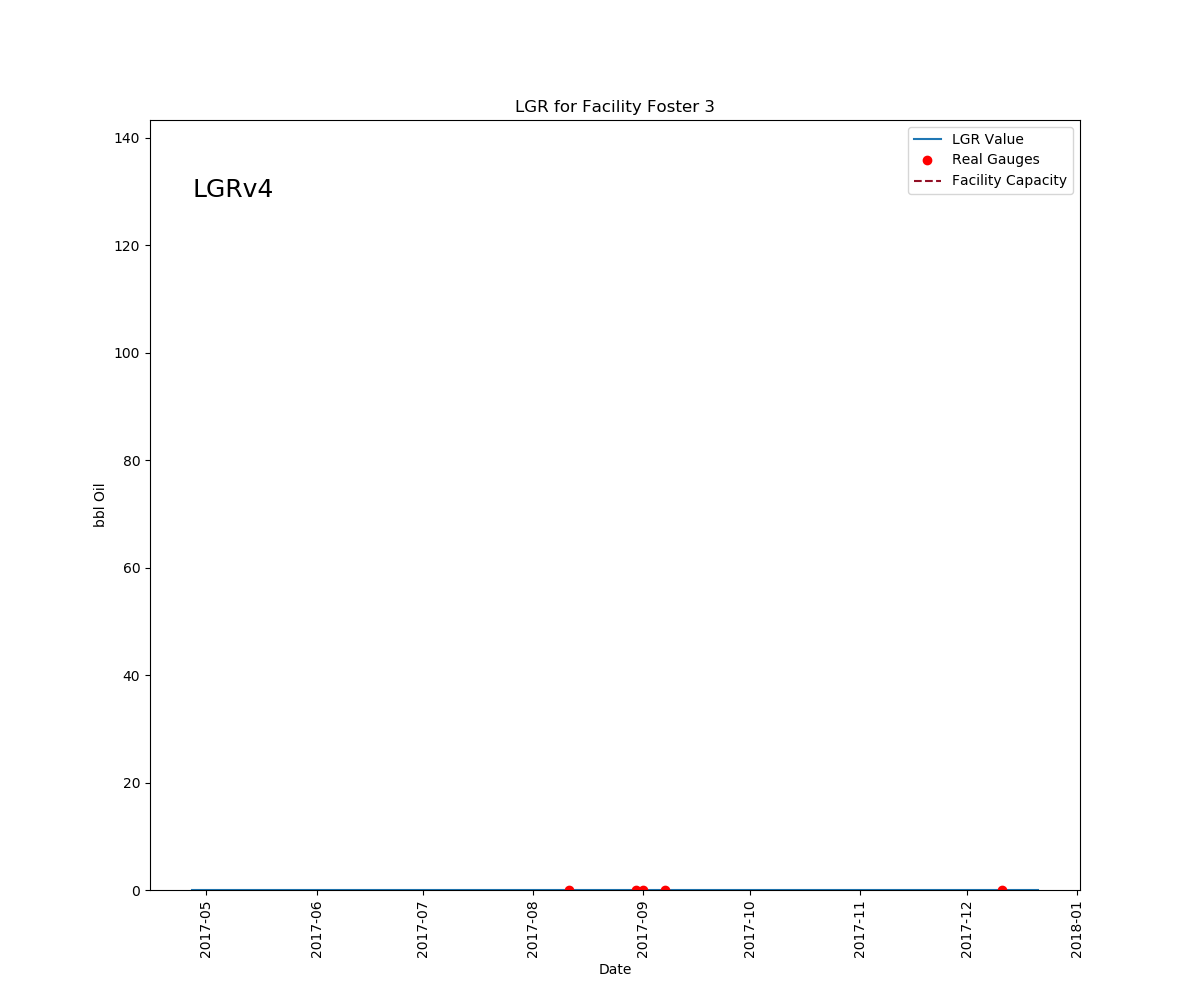 LGR for Facility Foster 3
LGR Value
Real Gauges
Facility Capacity
LGRv4
140
120
100
80
60
40
20
0
bbl Oil
2017-05
2017-06
2017-07
2017-08
2017-09
2017-10
2017-11
2017-12
2018-01
Date